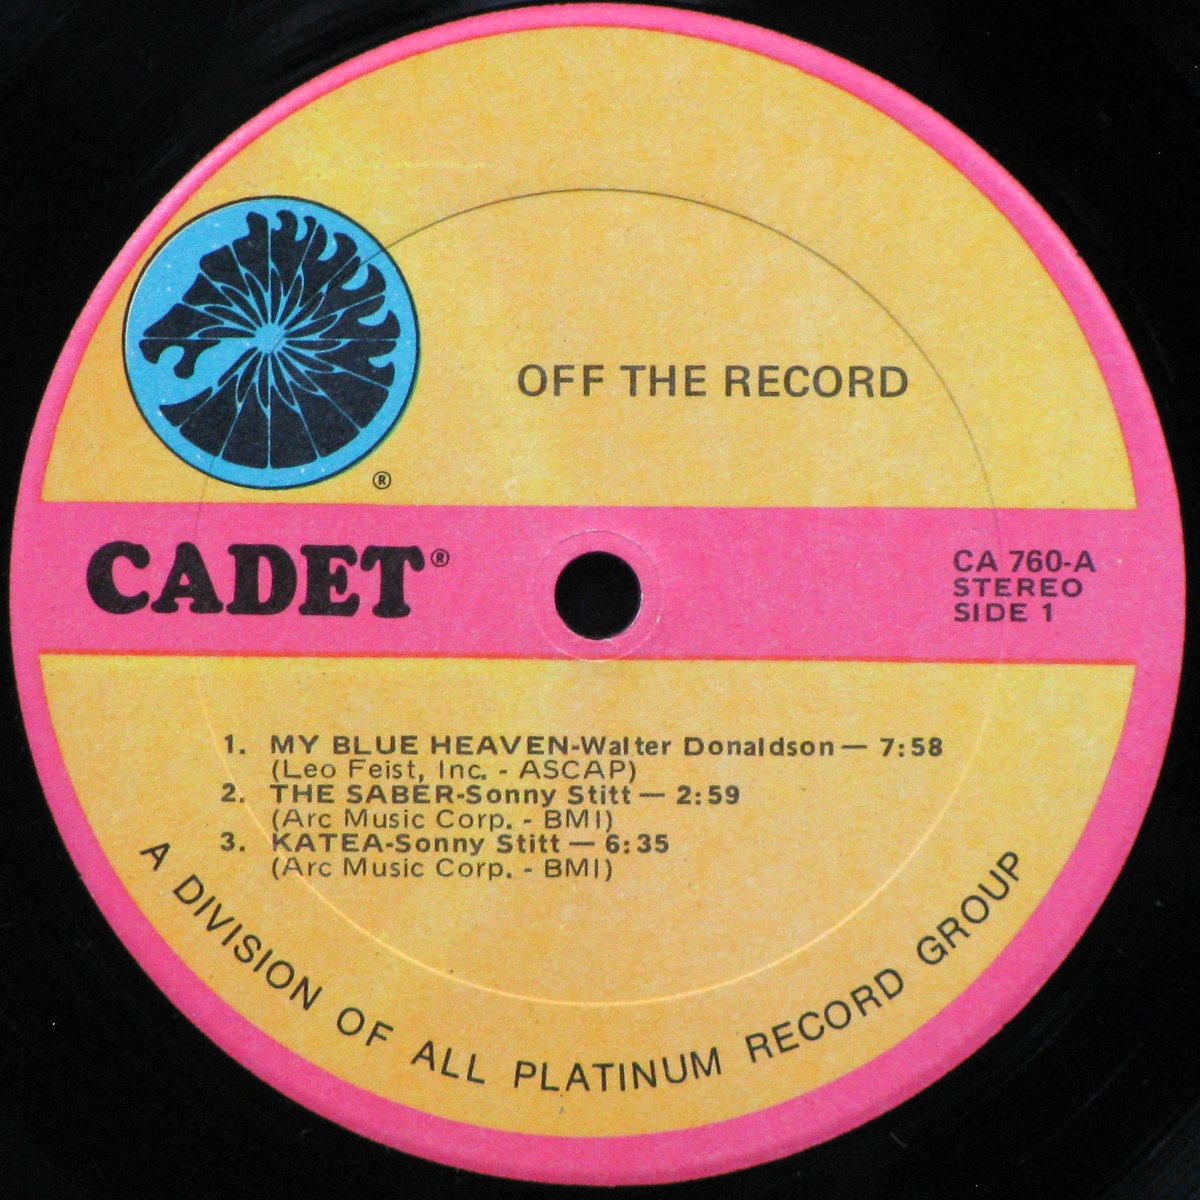 OFF THE RECORD
®
CADET®
CA 760-A
STEREO
SIDE 1
1. MY BLUE HEAVEN-Walter Donaldson — 7:58
(Leo Feist, Inc. - ASCAP)
2. THE SABER-Sonny Stitt — 2:59
(Arc Music Corp. - BMI)
3. KATEA-Sonny Stitt — 6:35
(Arc Music Corp. - BMI)
A DIVISION OF ALL PLATINUM RECORD GROUP